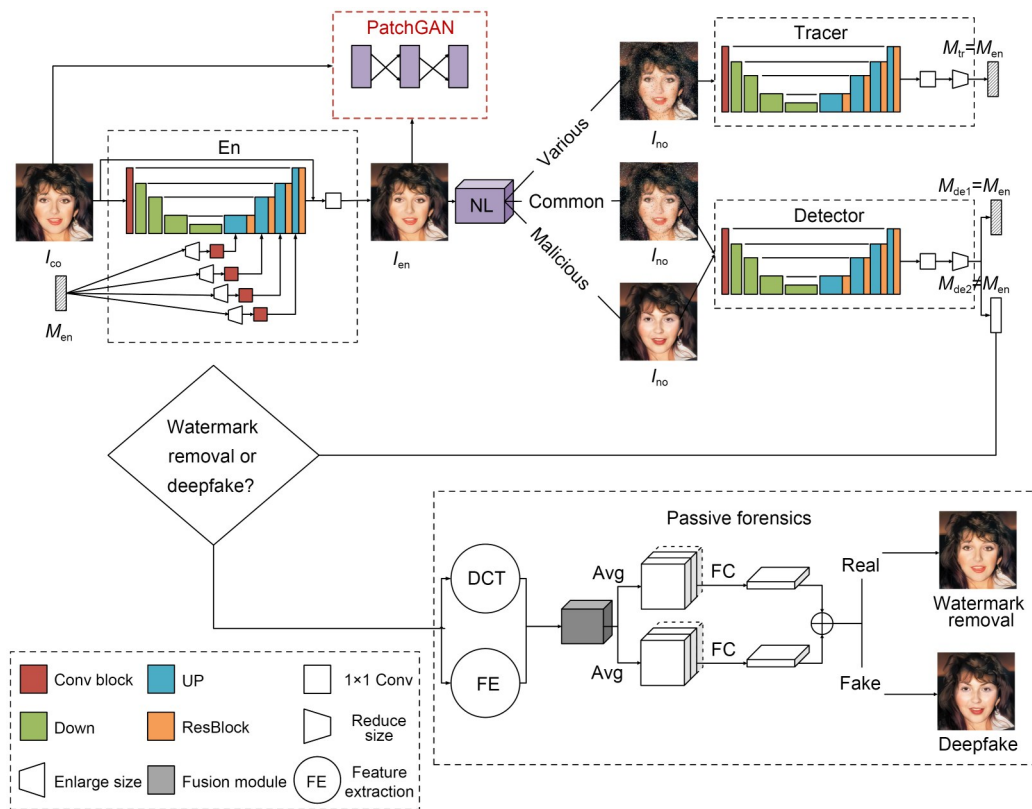 PatchGAN
Tracer
M_tr=M_en
En
I_co
I_en
NL
Various
Common
Malicious
I_no
I_no
I_no
Detector
M_de1=M_en
M_de2≠M_en
M_en
Watermark
removal or
deepfake?
Passive forensics
DCT
FE
Avg
Avg
FC
FC
Real
Fake
Watermark
removal
Deepfake
Conv block
UP
1×1 Conv
Down
ResBlock
Reduce
size
Enlarge size
Fusion module
FE
Feature
extraction